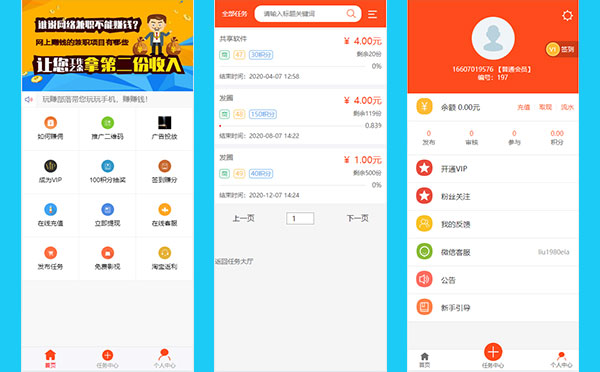 谁说网络兼职不能赚钱?
网上赚钱的兼职项目有哪些
让您工作之余拿第二份收入
玩赚部落带您玩玩手机,赚赚钱!
如何赚佣
推广二维码
广告投放
成为VIP
100积分抽奖
签到赚分
在线充值
立即提现
在线客服
发布任务
免费影视
淘宝返利
首页
任务中心
个人中心
全部任务
请输入标题关键词
共享软件
¥ 4.00元
30积分
剩余20份
0%
结束时间:2020-04-07 12:58
发圈
¥ 4.00元
150积分
剩余119份
0.839
结束时间:2020-08-07 14:22
发圈
¥ 1.00元
40积分
剩余500份
0%
结束时间:2020-12-07 14:24
上一页
1
下一页
返回任务大厅
签到
16607019576 【普通会员】
编号:197
余额 0.00元
充值
取现
流水
0
发布
0
审核
0
参与
0.00
积分
开通VIP
粉丝关注
我的反馈
微信客服
liu1980eia
公告
新手引导
首页
任务中心
个人中心